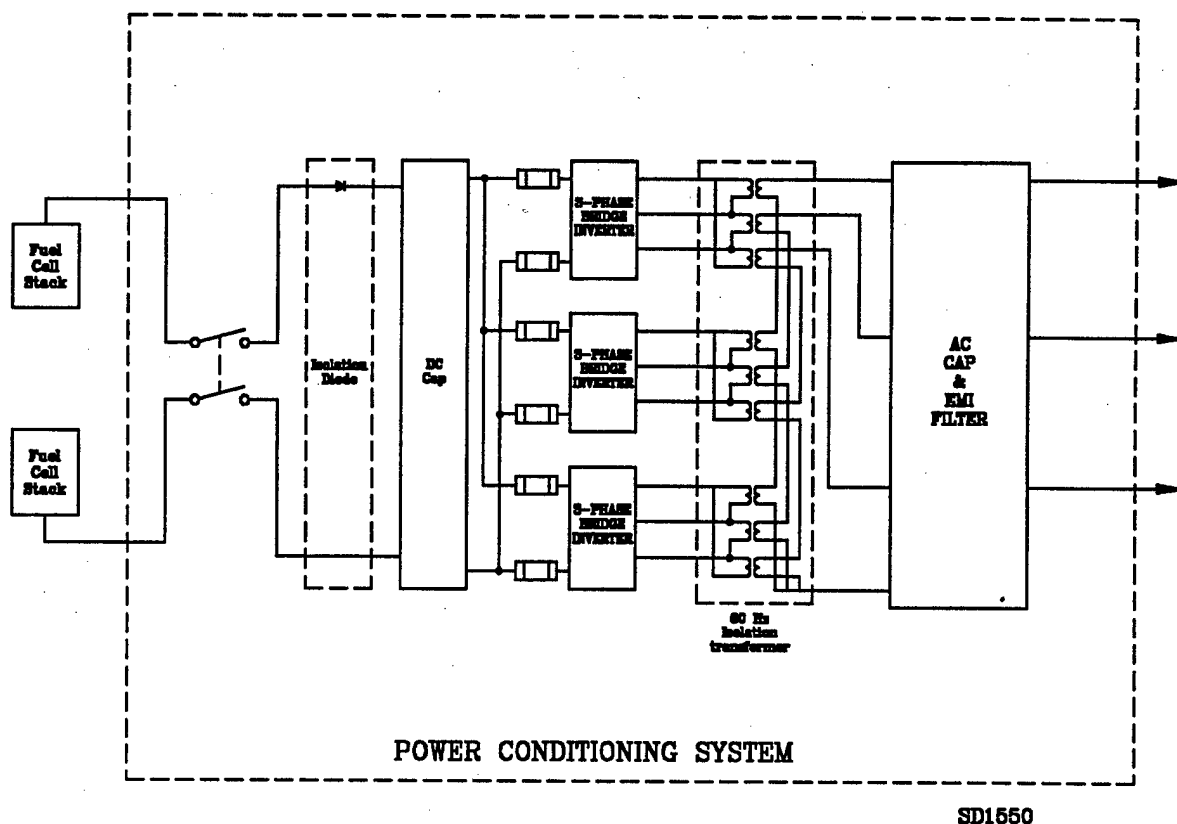 Fuel
Cell
Stack
Fuel
Cell
Stack
Isolation
Diode
DC
Cap
3-PHASE
BRIDGE
INVERTER
3-PHASE
BRIDGE
INVERTER
3-PHASE
BRIDGE
INVERTER
60 Hz
Isolation
transformer
AC
CAP
&
EMI
FILTER
POWER CONDITIONING SYSTEM
SD1550